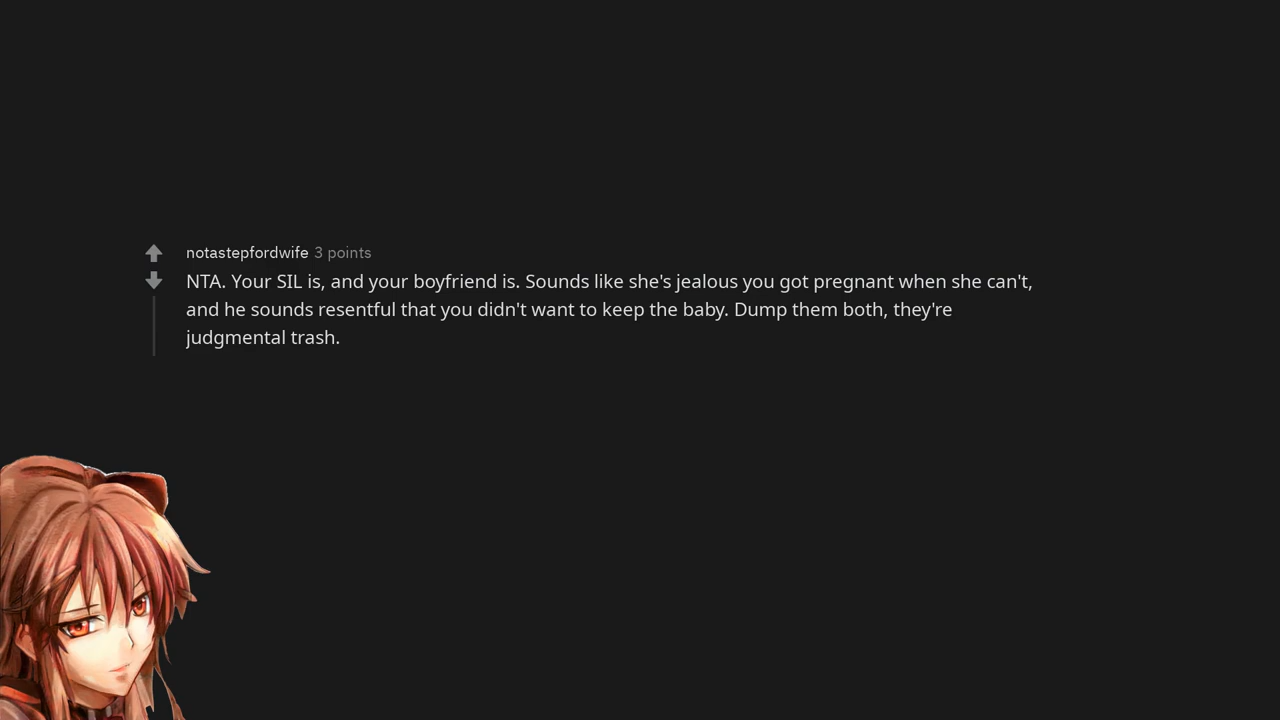 notastepfordwife 3 points
NTA. Your SIL is, and your boyfriend is. Sounds like she's jealous you got pregnant when she can't,
and he sounds resentful that you didn't want to keep the baby. Dump them both, they're
judgmental trash.